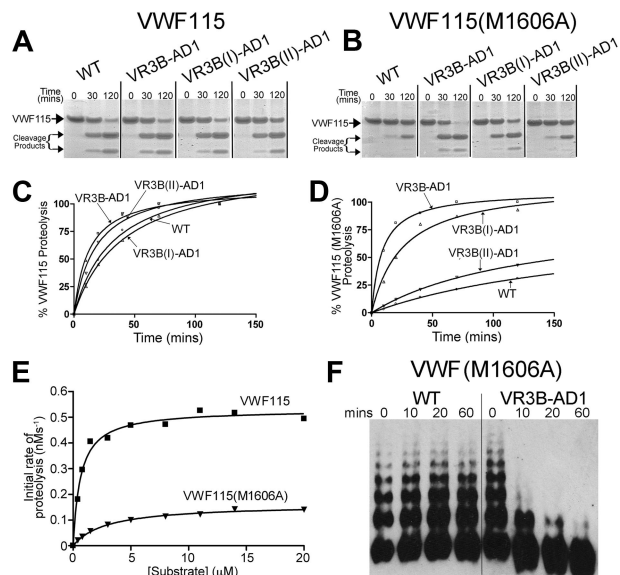 VWF115
VWF115(M1606A)
A
WT
VR3B-AD1
VR3B(I)-AD1
VR3B(II)-AD1
Time (mins)
0 30 120 0 30 120 0 30 120 0 30 120
VWF115
Cleavage Products
B
WT
VR3B-AD1
VR3B(I)-AD1
VR3B(II)-AD1
Time (mins)
0 30 120 0 30 120 0 30 120 0 30 120
VWF115
Cleavage Products
C
% VWF115 Proteolysis
100
75
50
25
0
VR3B-AD1
VR3B(II)-AD1
WT
VR3B(I)-AD1
0 50 100 150
Time (mins)
D
% VWF115 (M1606A)
Proteolysis
100
75
50
25
0
VR3B-AD1
VR3B(I)-AD1
VR3B(II)-AD1
WT
0 50 100 150
Time (mins)
E
Initial rate of
proteolysis (nMs⁻¹)
0.6
0.5
0.4
0.3
0.2
0.1
0
VWF115
VWF115(M1606A)
0 5 10 15 20
[Substrate] (μM)
VWF (M1606A)
F
WT
VR3B-AD1
mins 0 10 20 60 0 10 20 60